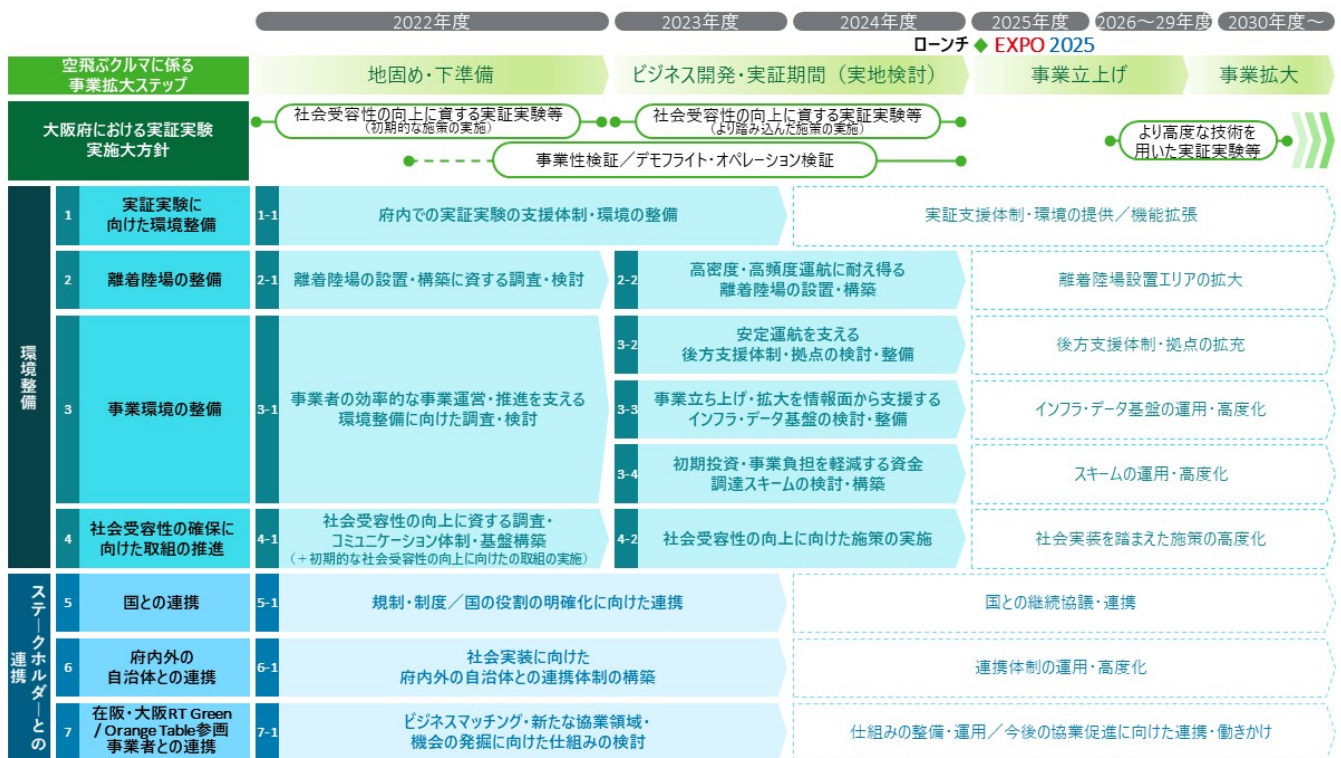 2022年度
2023年度
2024年度
2025年度
2026～29年度
2030年度～
ローンチ◆EXPO 2025
空飛ぶクルマに係る
事業拡大ステップ
地固め・下準備
ビジネス開発・実証期間（実地検討）
事業立上げ
事業拡大
大阪府における実証実験
実施大方針
社会受容性の向上に資する実証実験等
（初期的な施策の実施）
社会受容性の向上に資する実証実験等
（より踏み込んだ施策の実施）
事業性検証／デモフライト・オペレーション検証
より高度な技術を
用いた実証実験等
環境整備
1
実証実験に
向けた環境整備
1-1
府内での実証実験の支援体制・環境の整備
実証支援体制・環境の提供／機能拡張
2
離着陸場の整備
2-1
離着陸場の設置・構築に資する調査・検討
2-2
高密度・高頻度運航に耐え得る
離着陸場の設置・構築
離着陸場設置エリアの拡大
3
事業環境の整備
3-1
事業者の効率的な事業運営・推進を支える
環境整備に向けた調査・検討
3-2
安定運航を支える
後方支援体制・拠点の検討・整備
後方支援体制・拠点の拡充
3-3
事業立ち上げ・拡大を情報面から支援する
インフラ・データ基盤の検討・整備
インフラ・データ基盤の運用・高度化
3-4
初期投資・事業負担を軽減する資金
調達スキームの検討・構築
スキームの運用・高度化
4
社会受容性の確保に
向けた取組の推進
4-1
社会受容性の向上に資する調査・
コミュニケーション体制・基盤構築
（＋初期的な社会受容性の向上に向けたの取組の実施）
4-2
社会受容性の向上に向けた施策の実施
社会実装を踏まえた施策の高度化
ステークホルダーとの
連携
5
国との連携
5-1
規制・制度／国の役割の明確化に向けた連携
国との継続協議・連携
6
府内外の
自治体との連携
6-1
社会実装に向けた
府内外の自治体との連携体制の構築
連携体制の運用・高度化
7
在阪・大阪RT Green
/ Orange Table参画
事業者との連携
7-1
ビジネスマッチング・新たな協業領域・
機会の発掘に向けた仕組みの検討
仕組みの整備・運用／今後の協業促進に向けた連携・働きかけ